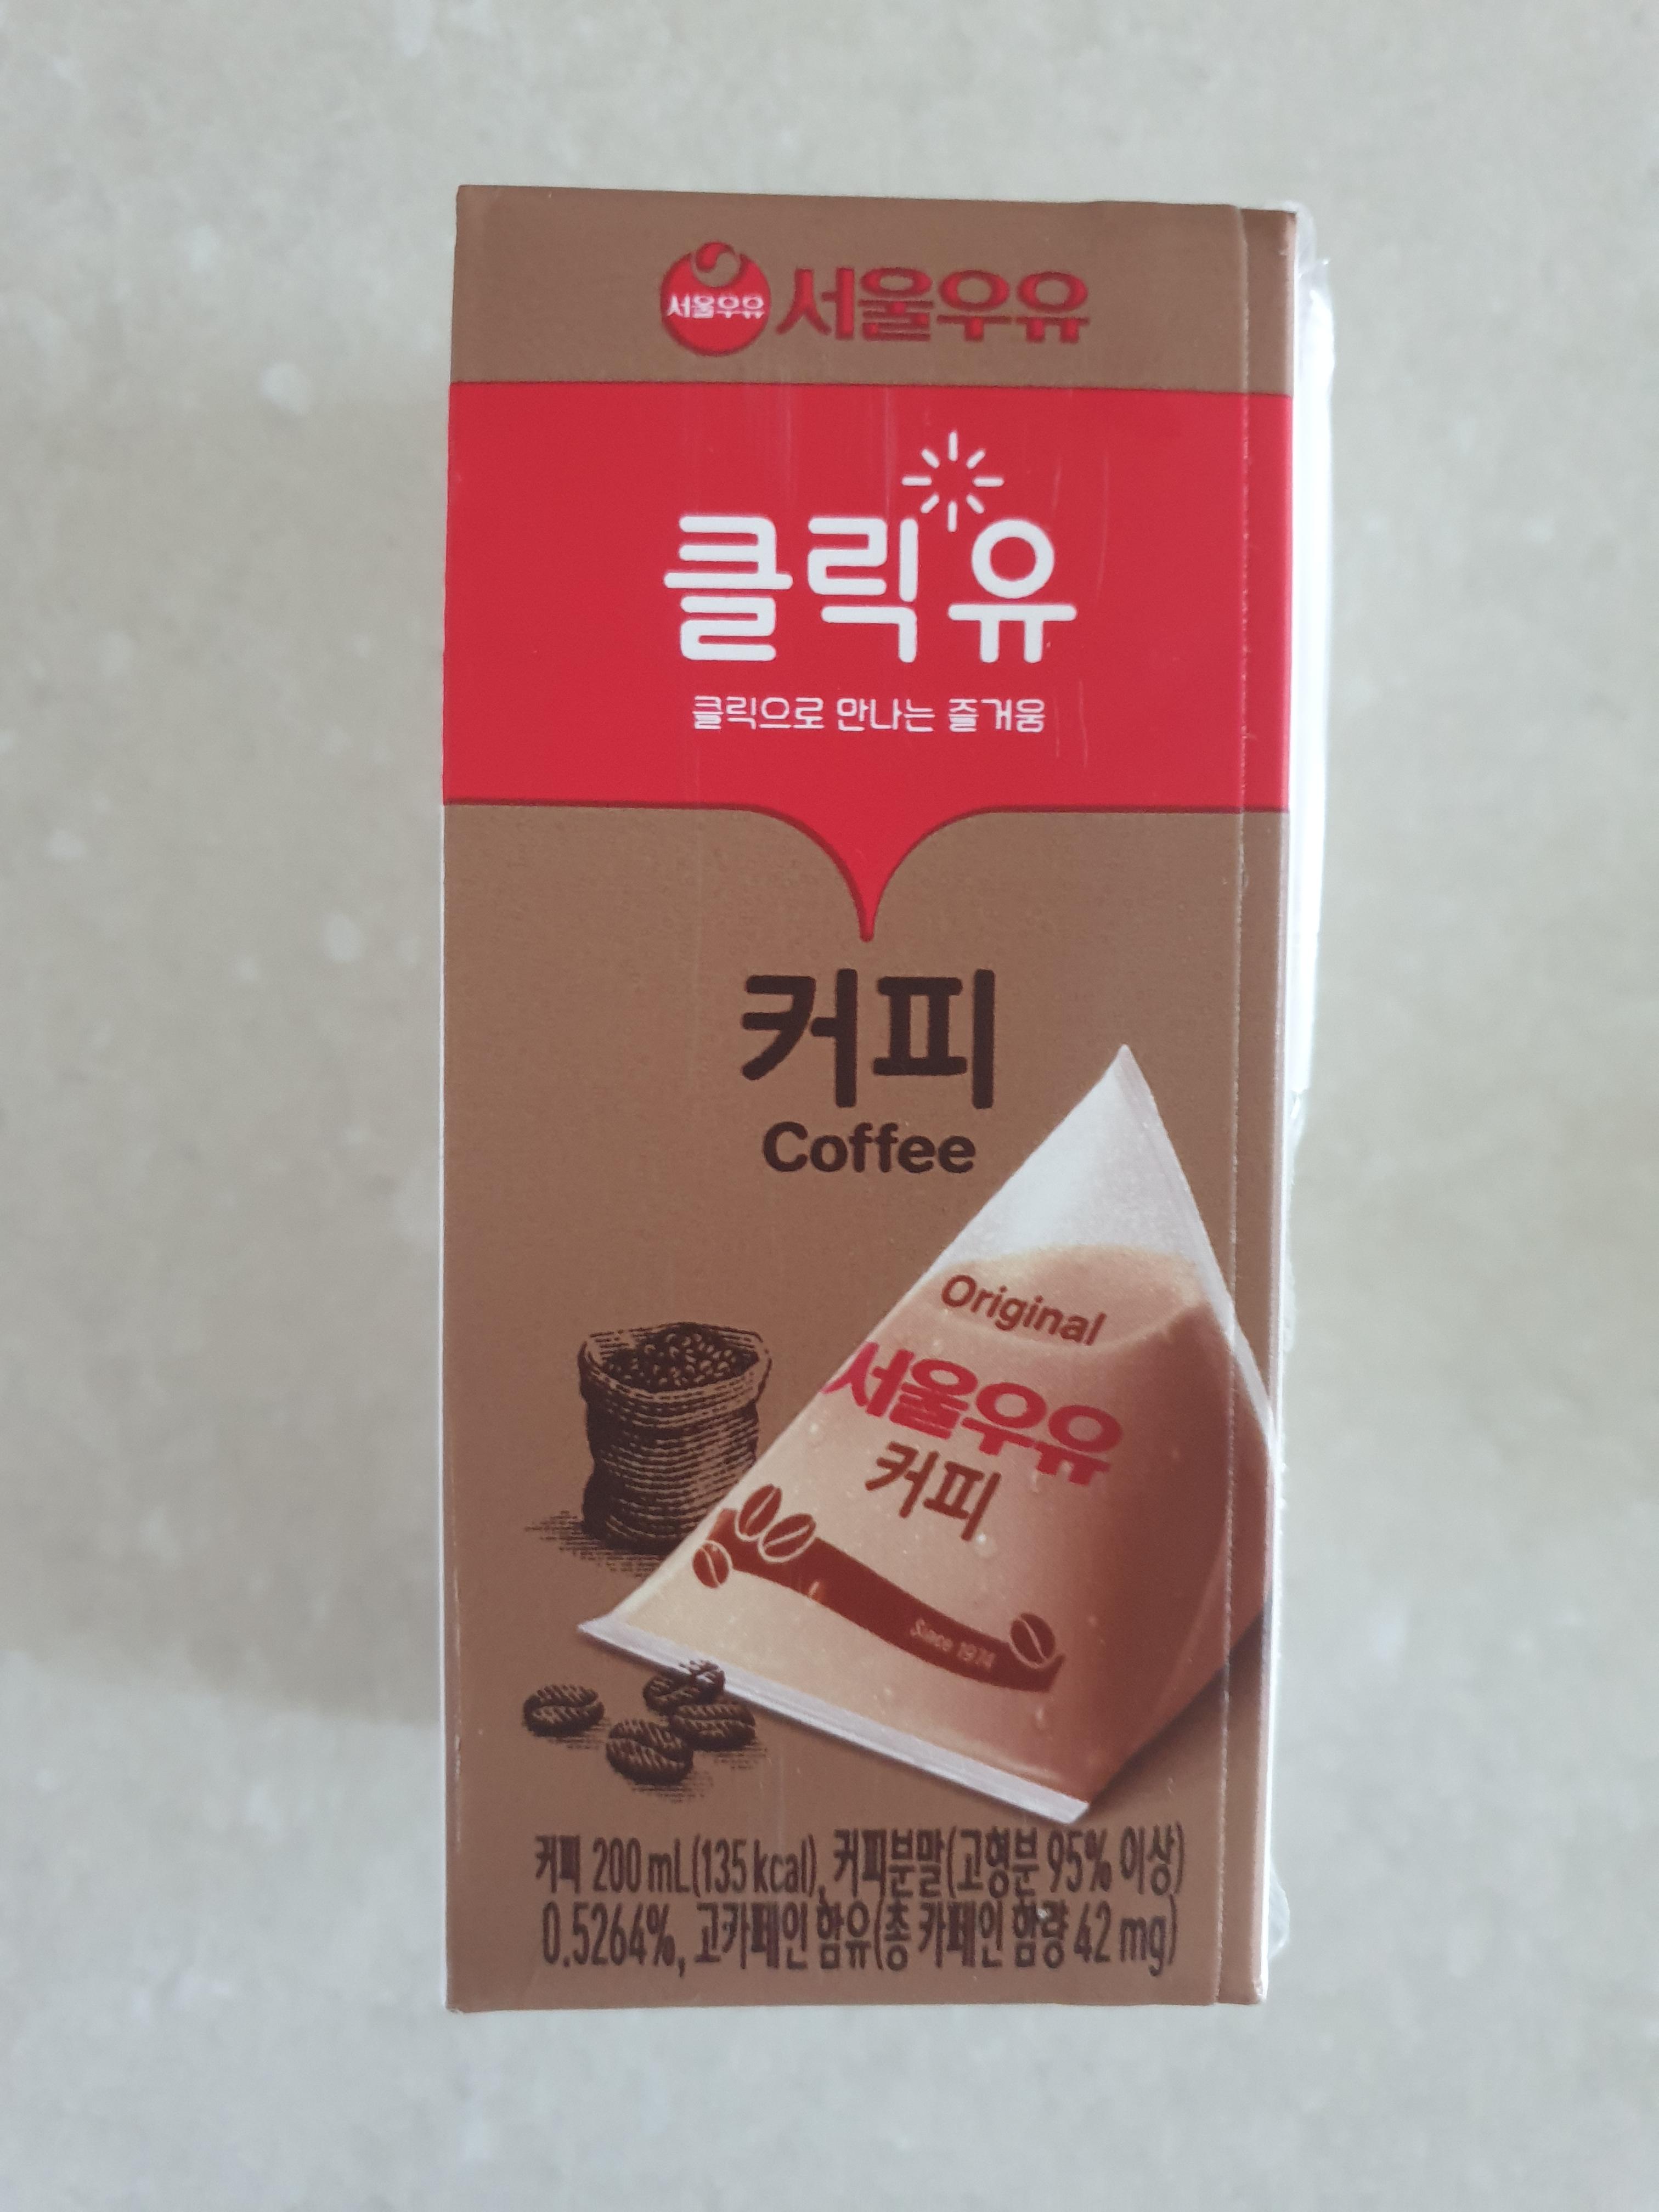 서울우유 서울우유
클릭유
클릭으로 만나는 즐거움
커피
Coffee
Original
서울우유
커피
Since 1974
커피 200 mL(135 kcal), 커피분말(고형분 95% 이상)
0.5264%, 고카페인 함유(총 카페인 함량 42 mg)